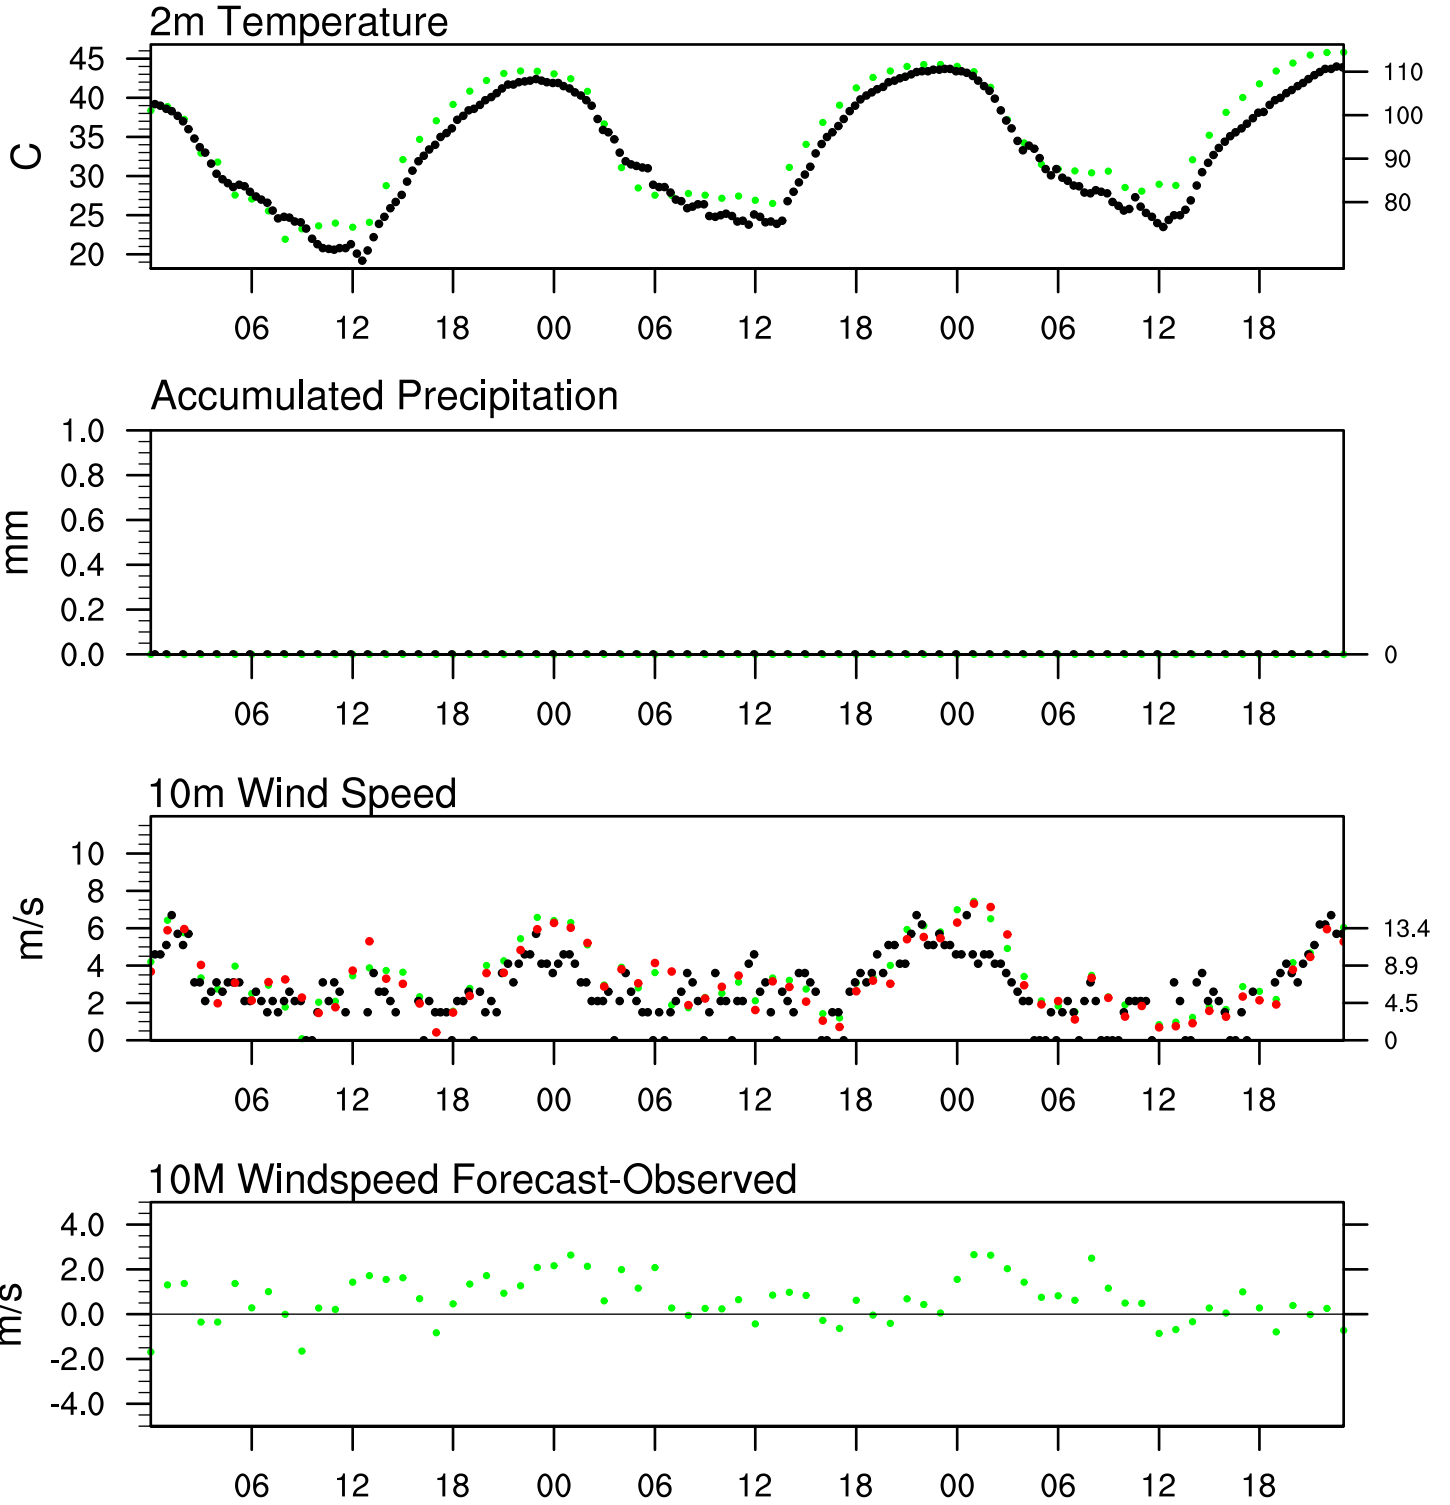 2m Temperature
45
40
35
30
25
20
C
110
100
90
80
06 12 18 00 06 12 18 00 06 12 18
Accumulated Precipitation
1.0
0.8
0.6
0.4
0.2
0.0
mm
0
06 12 18 00 06 12 18 00 06 12 18
10m Wind Speed
10
8
6
4
2
0
m/s
13.4
8.9
4.5
0
06 12 18 00 06 12 18 00 06 12 18
10M Windspeed Forecast-Observed
4.0
2.0
0.0
-2.0
-4.0
m/s
06 12 18 00 06 12 18 00 06 12 18